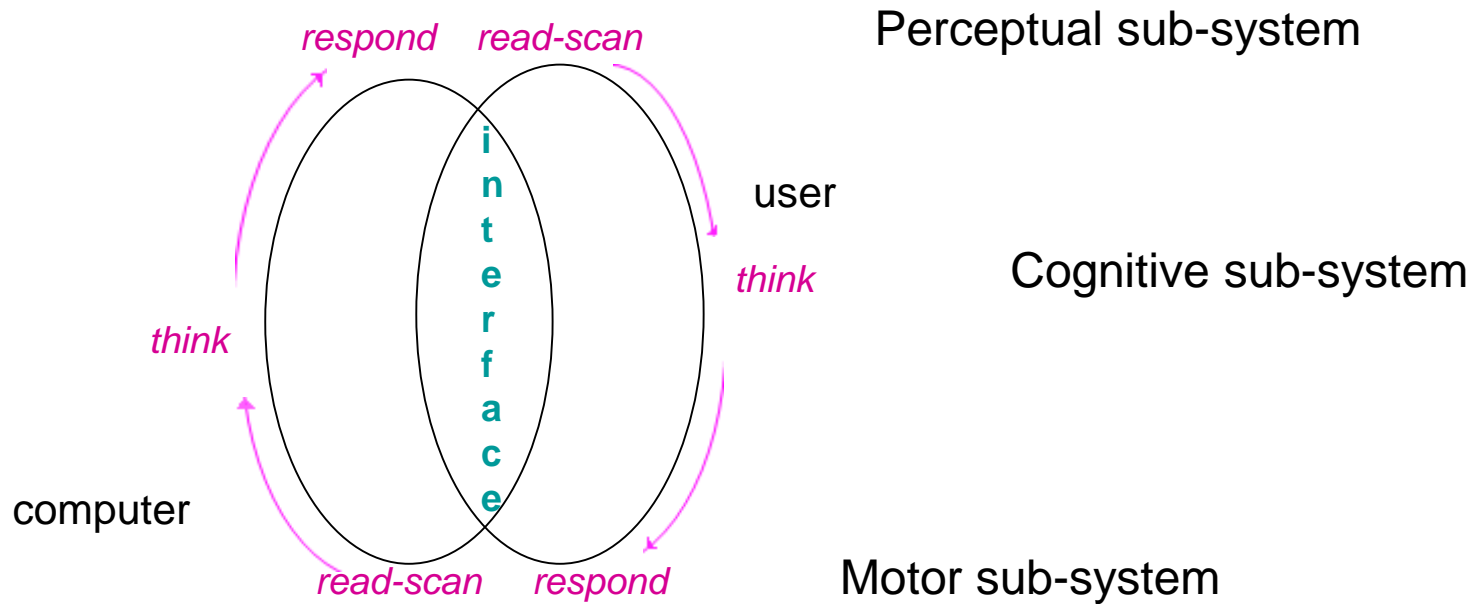 Perceptual sub-system
respond read-scan
interface
user
think
Cognitive sub-system
think
computer
read-scan respond
Motor sub-system